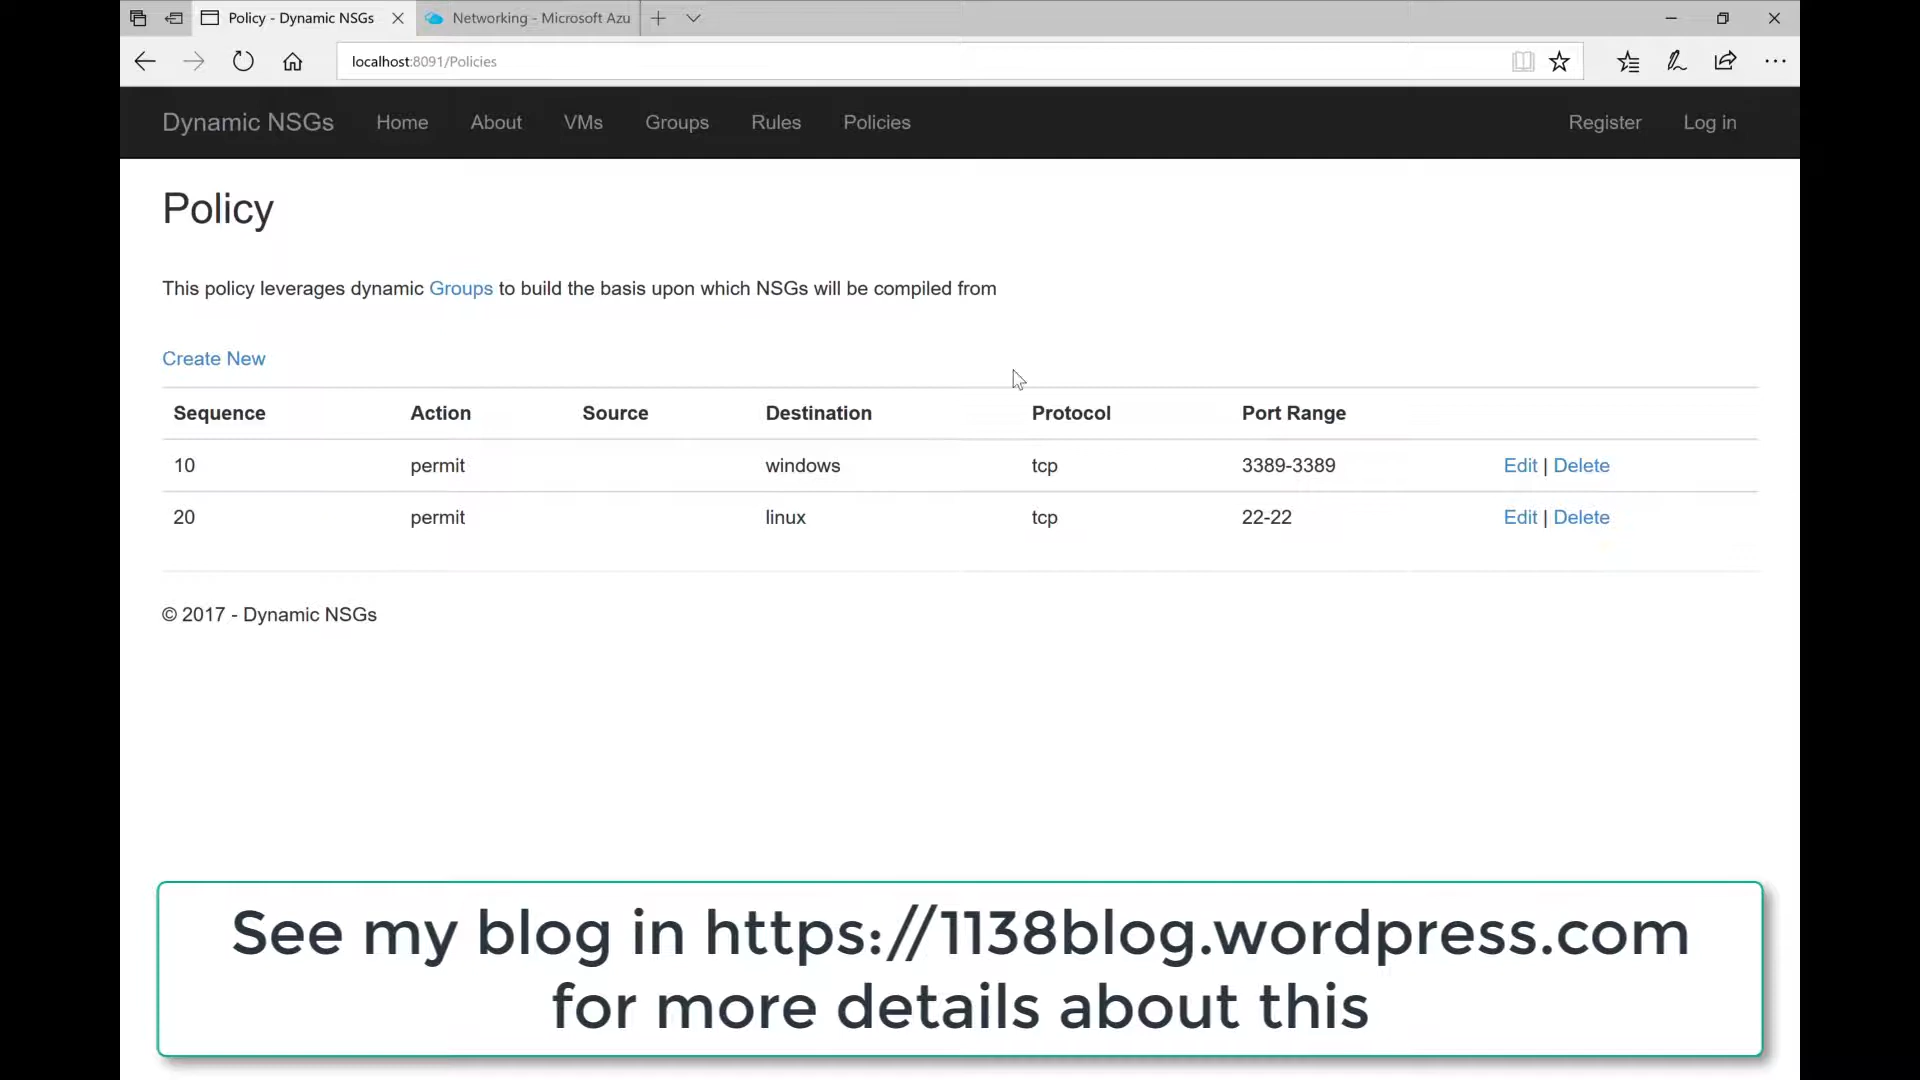 Policy - Dynamic NSGs
Networking - Microsoft Azu
localhost:8091/Policies
Dynamic NSGs Home About VMs Groups Rules Policies Register Log in
Policy
This policy leverages dynamic Groups to build the basis upon which NSGs will be compiled from
Create New
Sequence Action Source Destination Protocol Port Range
10 permit windows tcp 3389-3389 Edit | Delete
20 permit linux tcp 22-22 Edit | Delete
© 2017 - Dynamic NSGs
See my blog in https://1138blog.wordpress.com
for more details about this